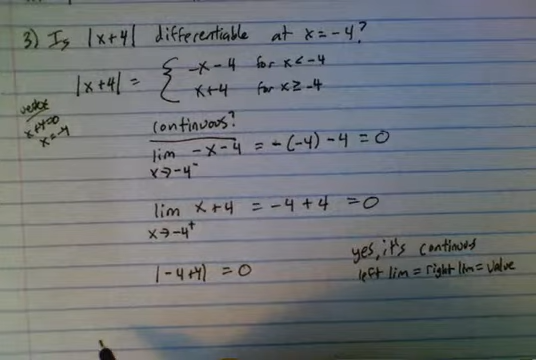 3) Is |x+4| differentiable at x=-4?
|x+4| = { -x-4 for x<-4
x+4 for x≥-4
vertex
x+4=0
x=-4
continuous?
lim -x-4 = -(-4)-4 = 0
x→-4⁻
lim x+4 = -4+4 = 0
x→-4⁺
|-4+4| = 0
yes, it's continuous
left lim = right lim = value